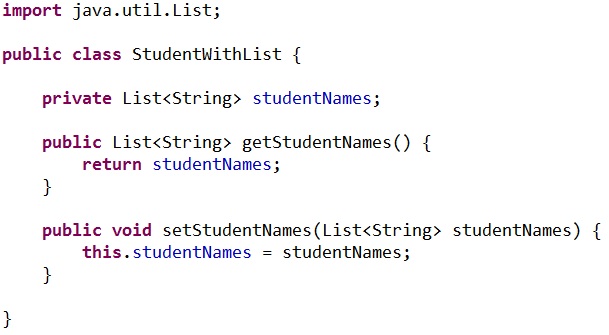 import java.util.List;
public class StudentWithList {
private List<String> studentNames;
public List<String> getStudentNames() {
return studentNames;
}
public void setStudentNames(List<String> studentNames) {
this.studentNames = studentNames;
}
}